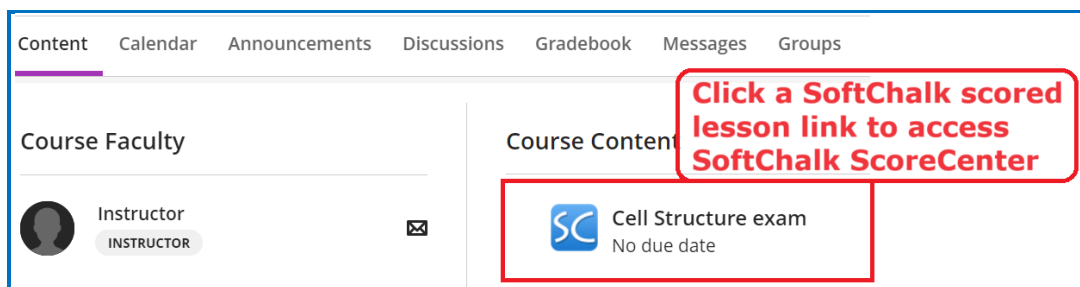 Content Calendar Announcements Discussions Gradebook Messages Groups
Click a SoftChalk scored
lesson link to access
SoftChalk ScoreCenter
Course Faculty
Course Content
Instructor
INSTRUCTOR
SC
Cell Structure exam
No due date